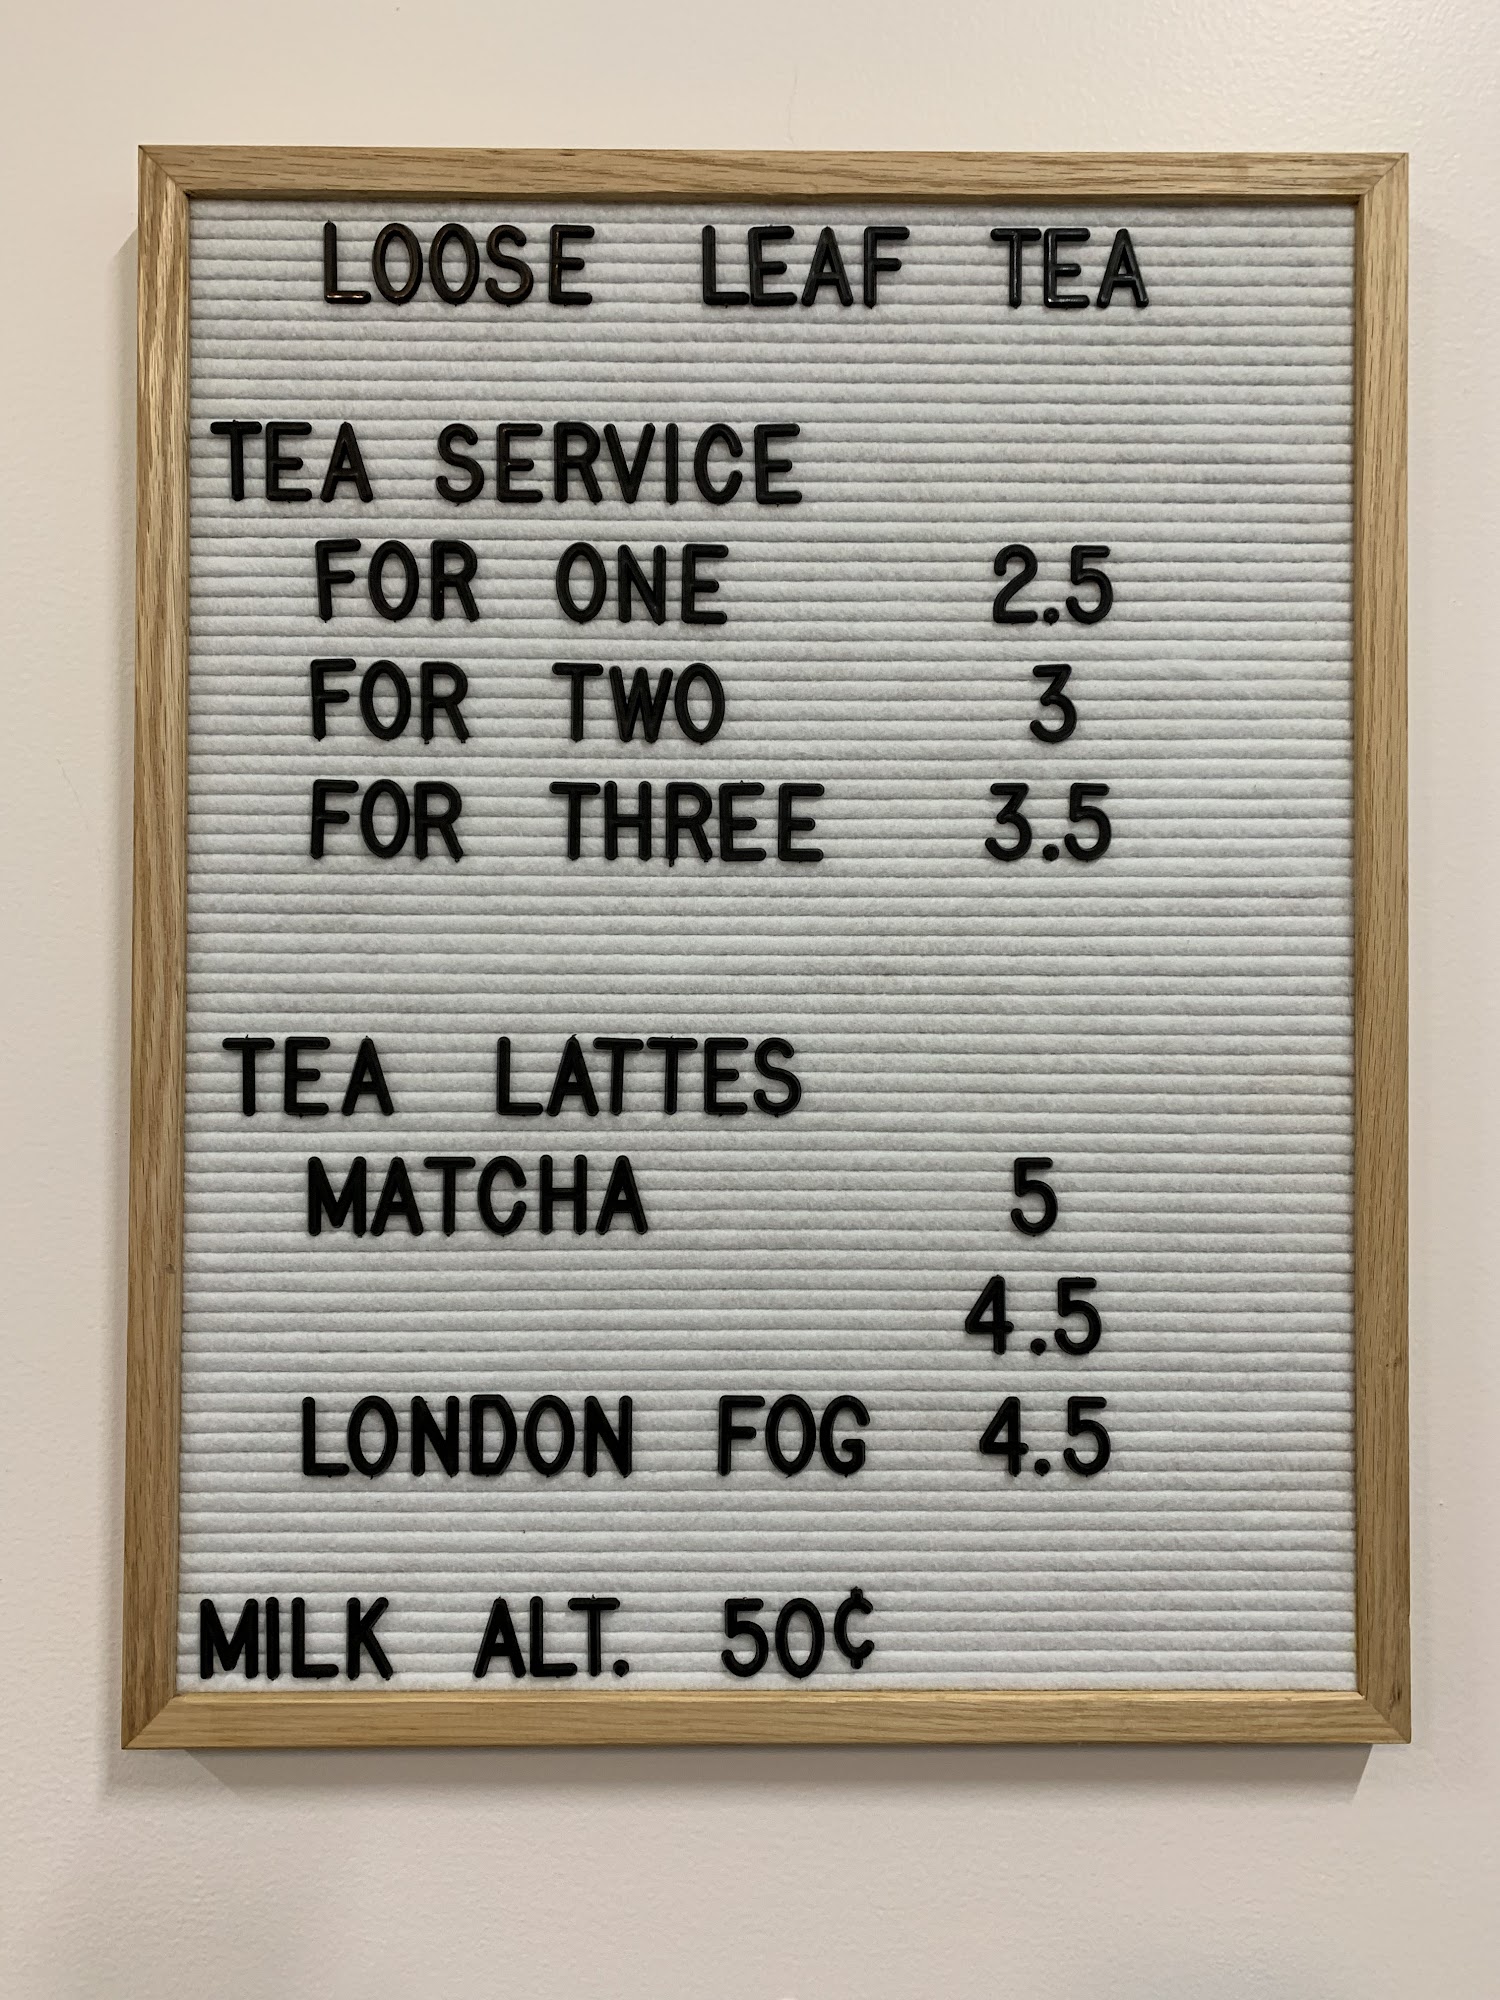 LOOSE LEAF TEA
TEA SERVICE
FOR ONE 2.5
FOR TWO 3
FOR THREE 3.5
TEA LATTES
MATCHA 5
4.5
LONDON FOG 4.5
MILK ALT. 50¢